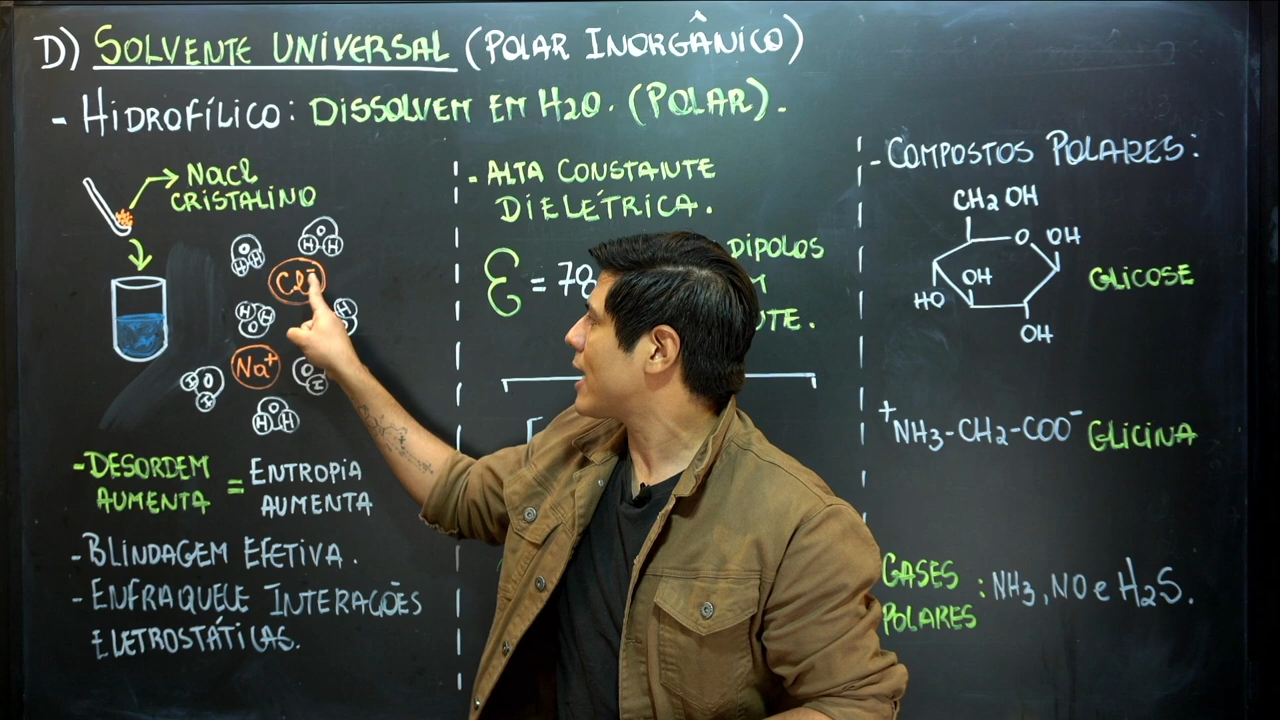 D) SOLVENTE UNIVERSAL (POLAR INORGÂNICO)
- HIDROFÍLICO: DISSOLVEM EM H2O. (POLAR).
NaCl
CRISTALINO
H H
H H
Cl-
H H
H
Na+
H H
- DESORDEM
AUMENTA
= ENTROPIA
AUMENTA
- BLINDAGEM EFETIVA.
- ENFRAQUECE INTERAÇÕES
ELETROSTÁTICAS.
- ALTA CONSTANTE
DIELÉTRICA.
Ɛ = 78
DIPOLOS
- COMPOSTOS POLARES:
CH2OH
O
OH
OH
HO
OH
GLICOSE
+NH3-CH2-COO- GLICINA
GASES
POLARES
: NH3, NO e H2S.